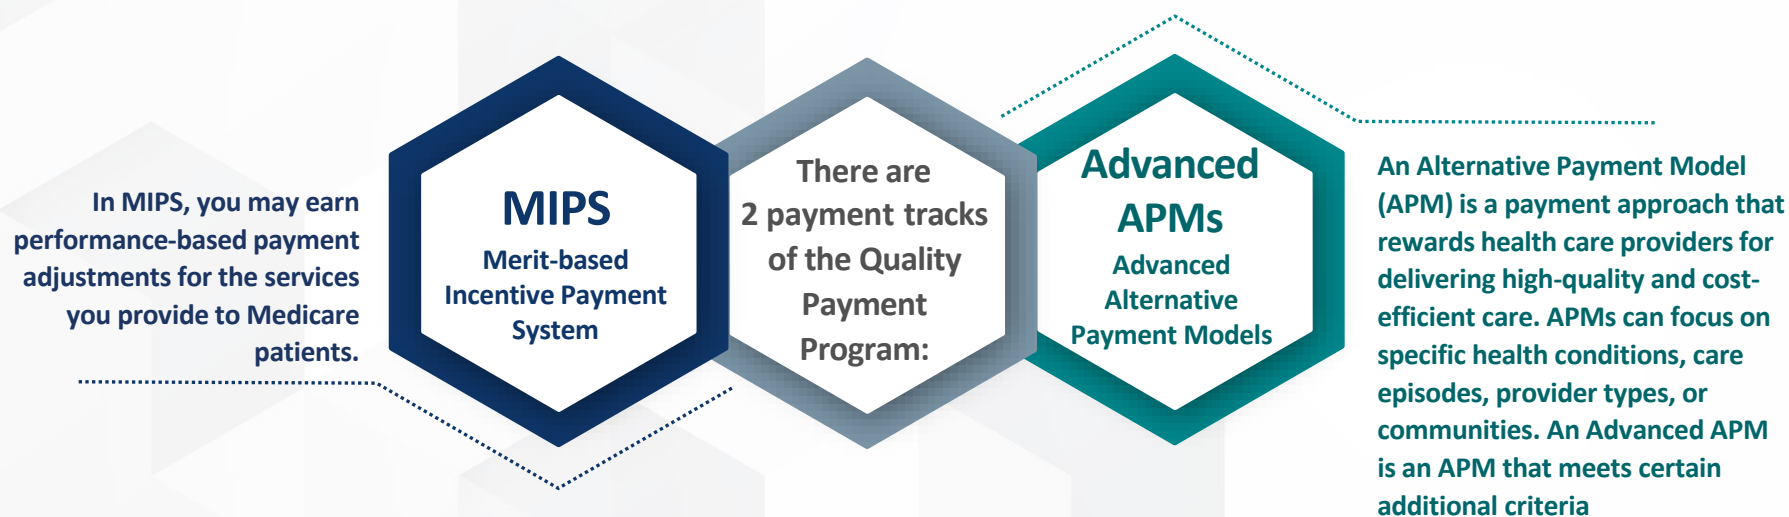 In MIPS, you may earn
performance-based payment
adjustments for the services
you provide to Medicare
patients.
MIPS
Merit-based
Incentive Payment
System
There are
2 payment tracks
of the Quality
Payment
Program:
Advanced
APMs
Advanced
Alternative
Payment Models
An Alternative Payment Model
(APM) is a payment approach that
rewards health care providers for
delivering high-quality and cost-
efficient care. APMs can focus on
specific health conditions, care
episodes, provider types, or
communities. An Advanced APM
is an APM that meets certain
additional criteria